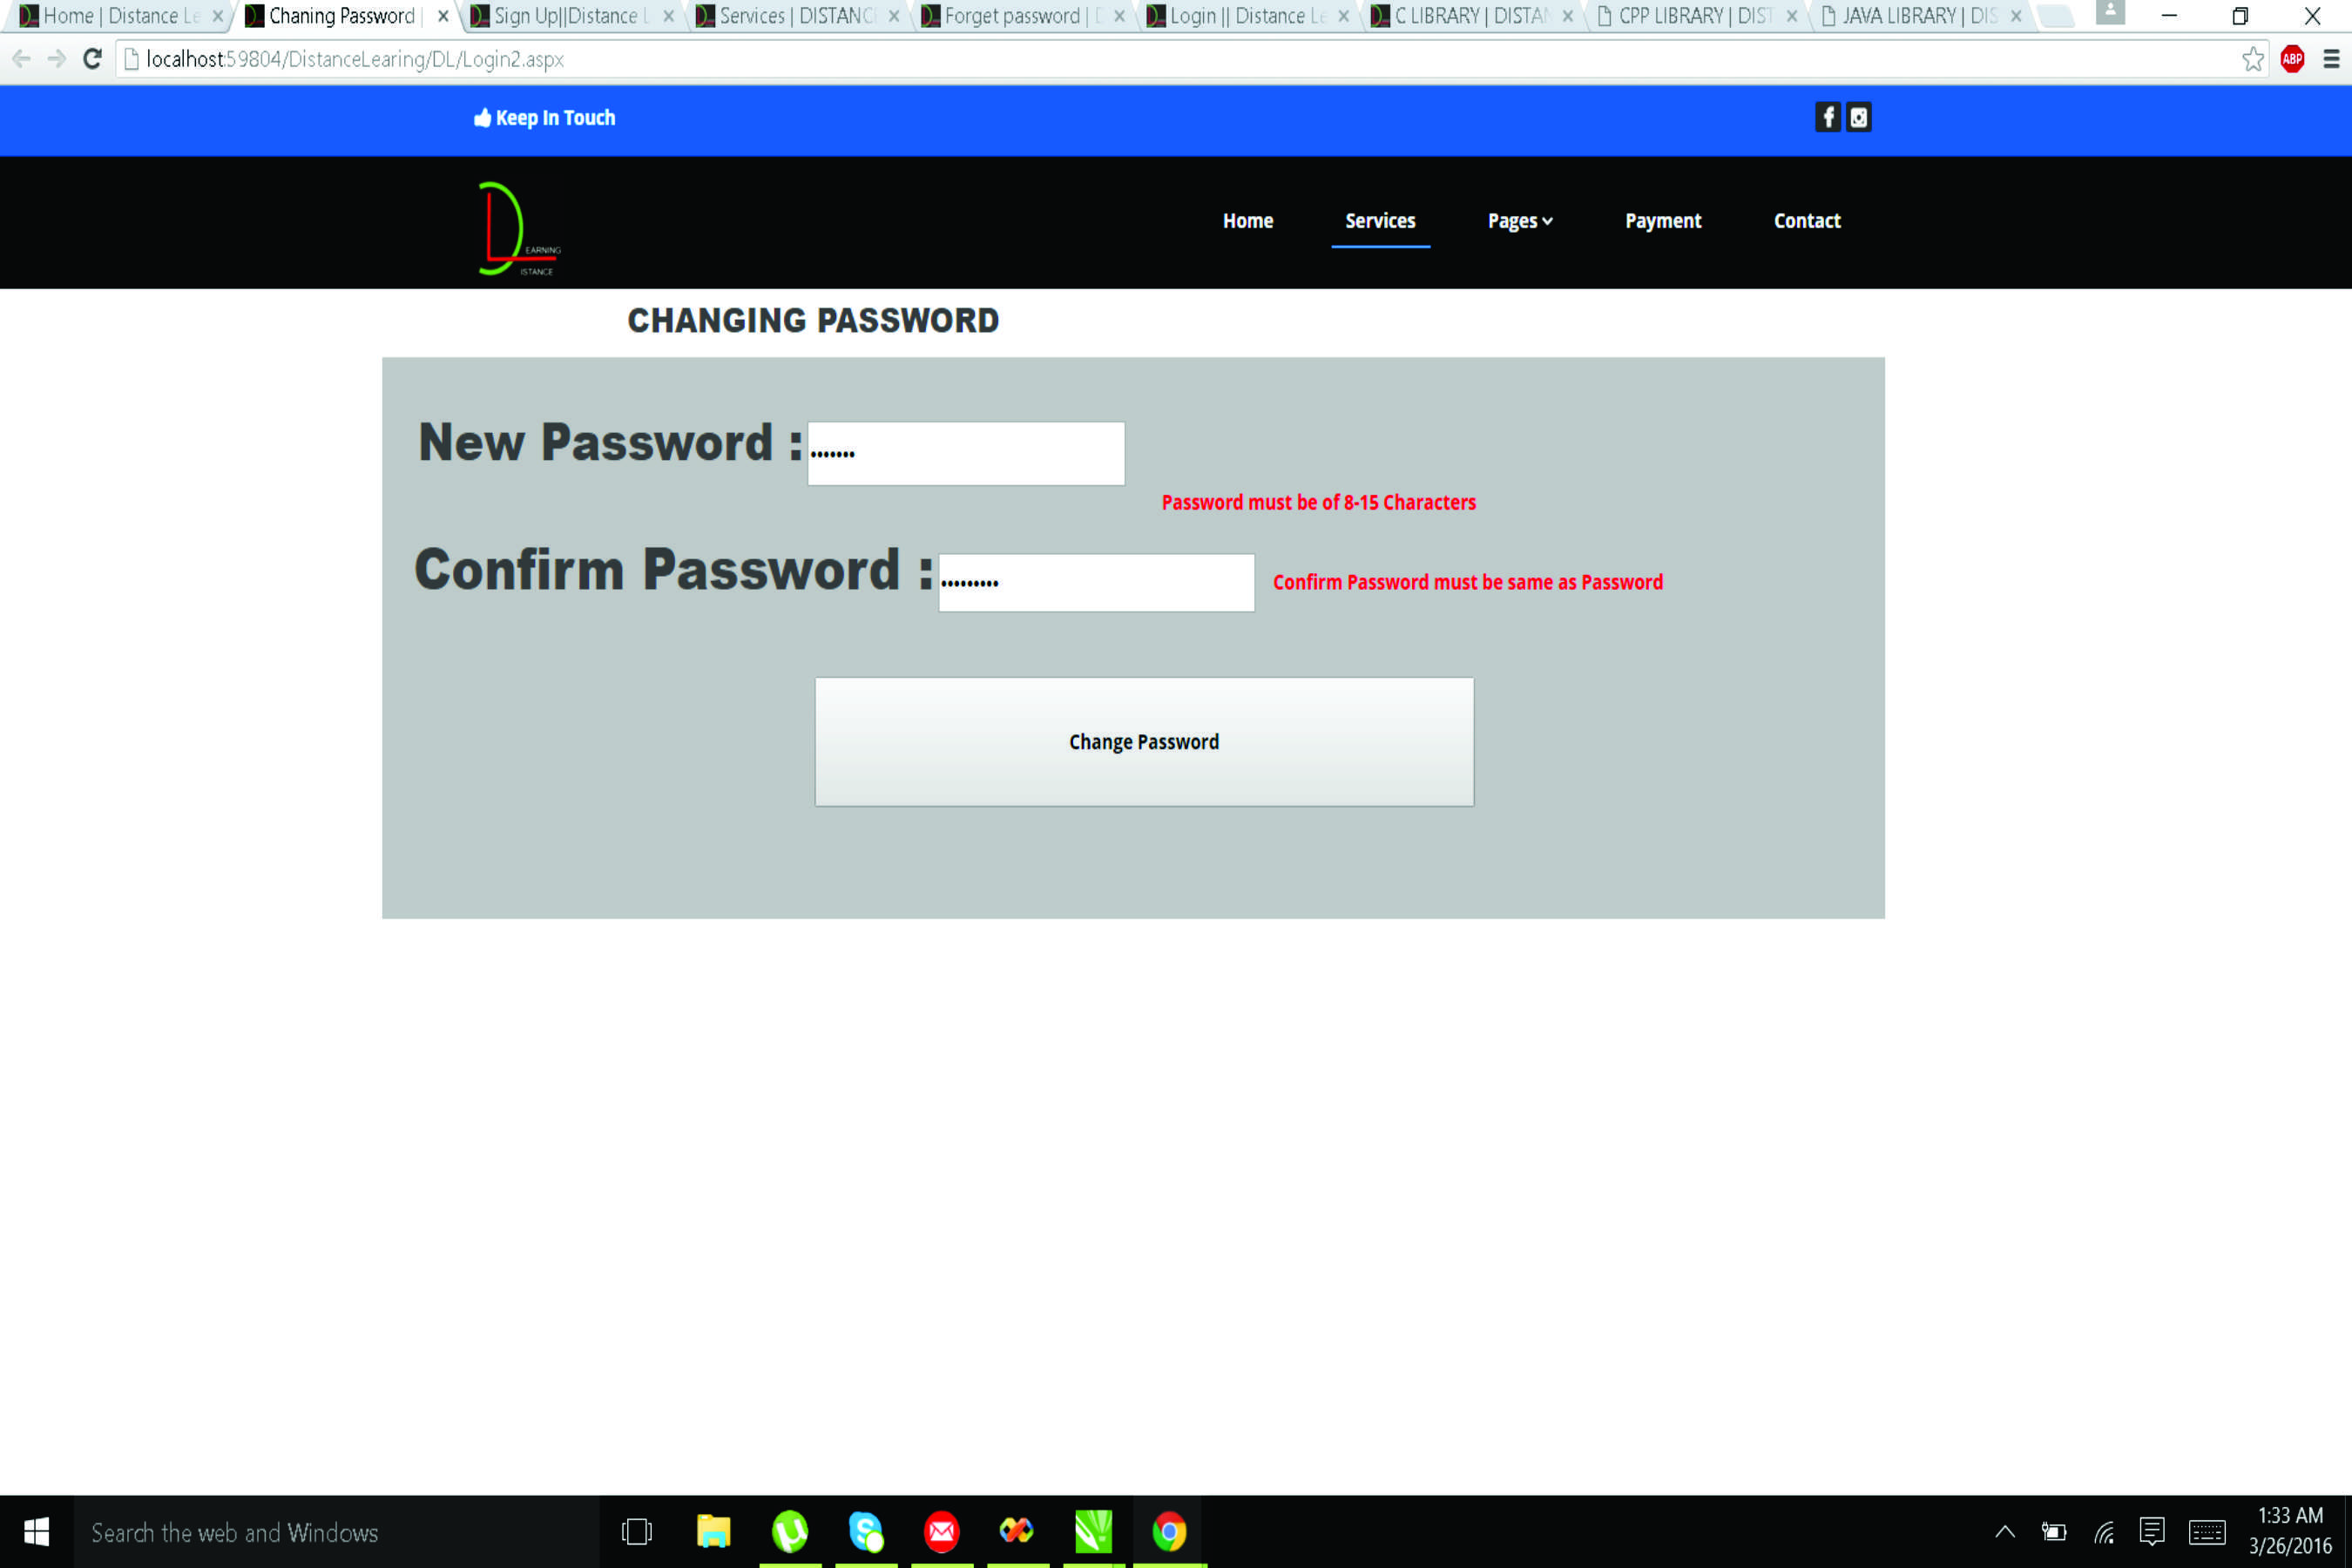 Home | Distance Le
Chaning Password |
Sign Up||Distance L
Services | DISTANC
Forget password |
Login || Distance Le
C LIBRARY | DISTAN
CPP LIBRARY | DIST
JAVA LIBRARY | DIS
localhost:59804/DistanceLearing/DL/Login2.aspx
ABP
Keep In Touch
EARNING
ISTANCE
Home
Services
Pages
Payment
Contact
CHANGING PASSWORD
New Password :
Password must be of 8-15 Characters
Confirm Password :
Confirm Password must be same as Password
Change Password
Search the web and Windows
1:33 AM
3/26/2016